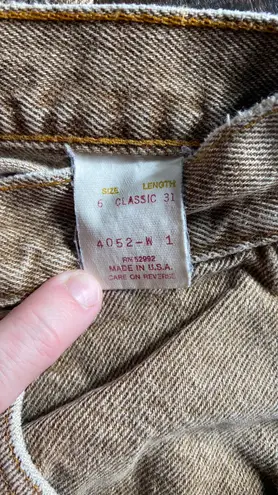 SIZE LENGTH
6 CLASSIC 31
4052-W 1
RN 52992
MADE IN U.S.A.
CARE ON REVERSE